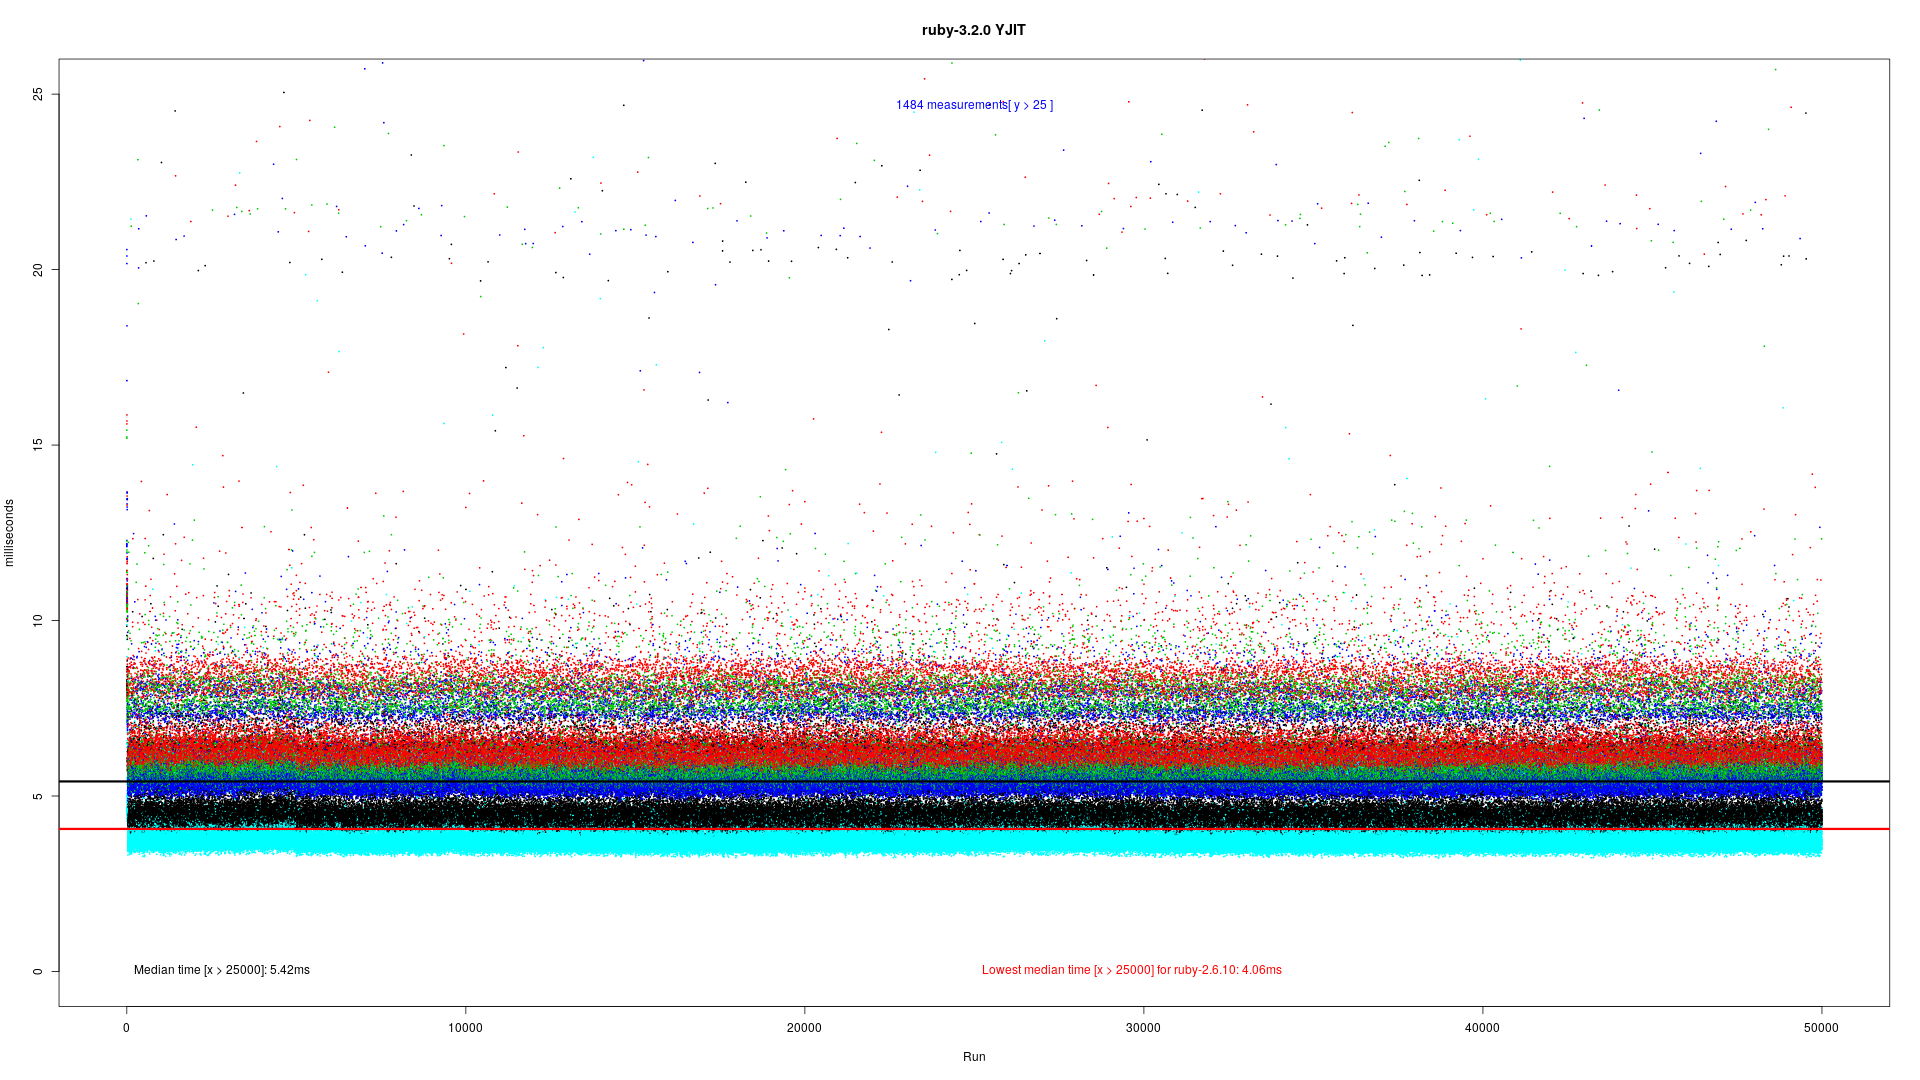 ruby-3.2.0 YJIT
1484 measurements[ y > 25 ]
25
20
15
10
5
0
milliseconds
Median time [x > 25000]: 5.42ms
Lowest median time [x > 25000] for ruby-2.6.10: 4.06ms
0
10000
20000
30000
40000
50000
Run